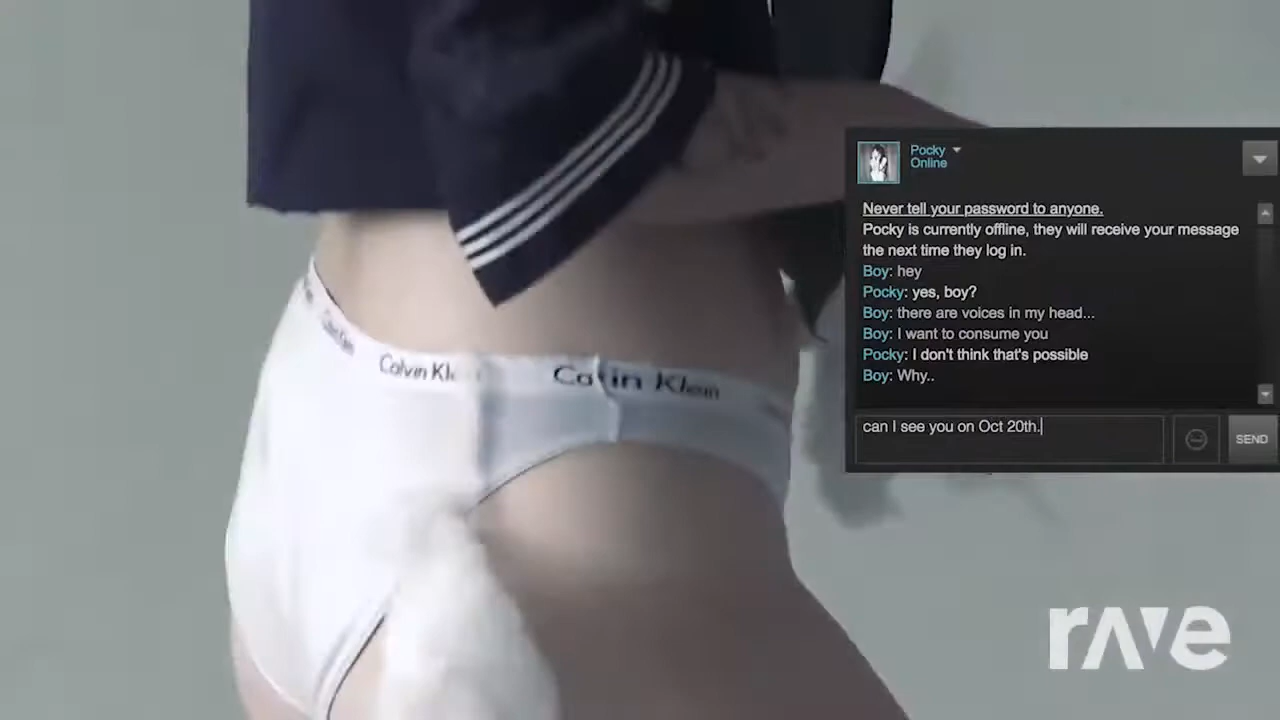 Pocky
Online
Never tell your password to anyone.
Pocky is currently offline, they will receive your message
the next time they log in.
Boy: hey
Pocky: yes, boy?
Boy: there are voices in my head...
Boy: I want to consume you
Pocky: I don't think that's possible
Boy: Why..
can I see you on Oct 20th.
SEND
Calvin Klein
rave